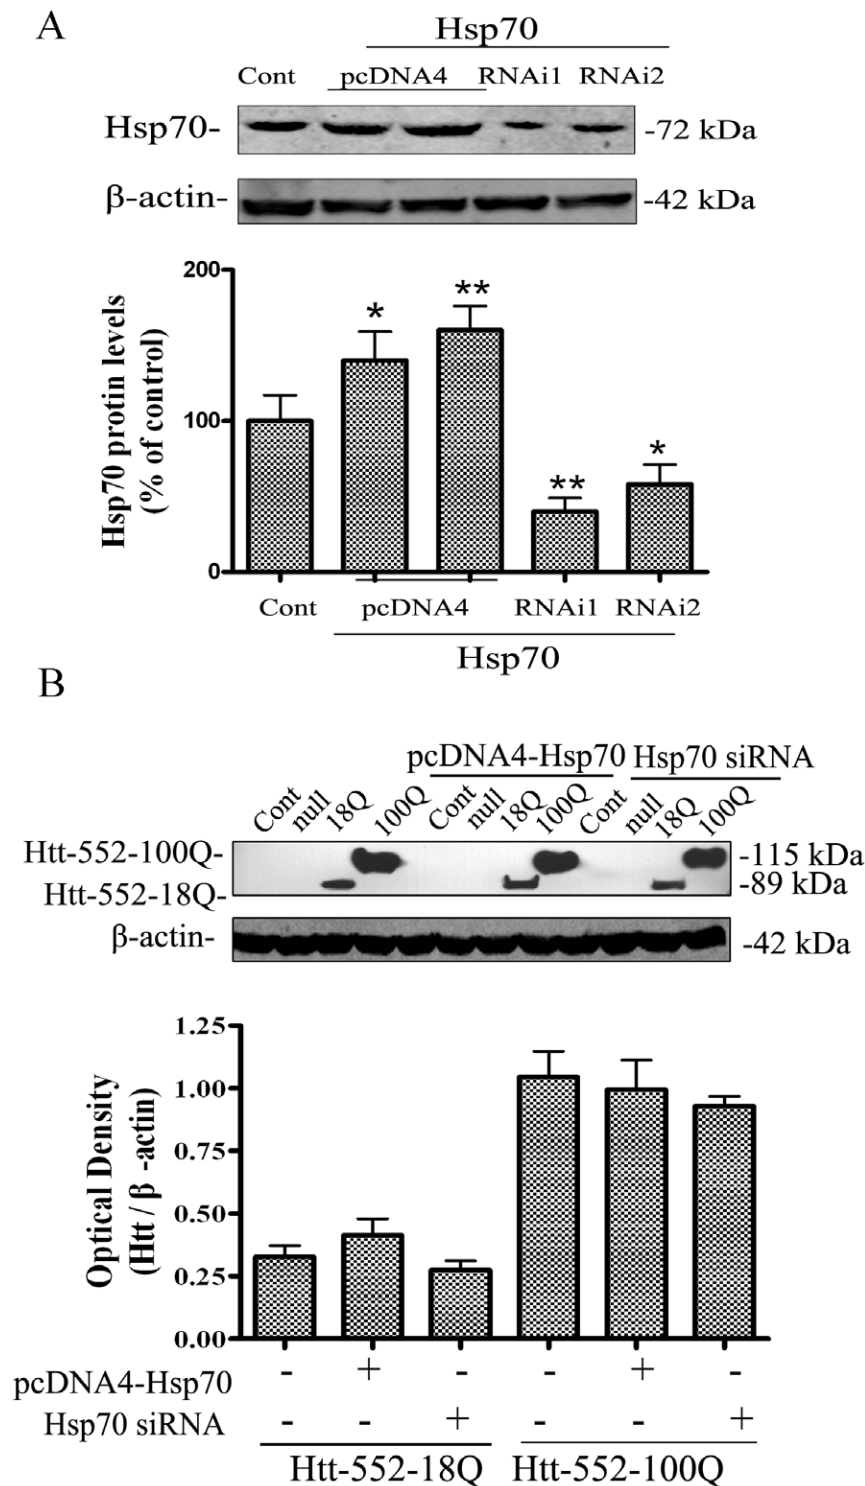 A
Hsp70
Cont pcDNA4 RNAi1 RNAi2
Hsp70- -72 kDa
β-actin- -42 kDa
Hsp70 protin levels
(% of control)
200
100
0
* ** ** *
Cont pcDNA4 RNAi1 RNAi2
Hsp70
B
pcDNA4-Hsp70 Hsp70 siRNA
Cont null 18Q 100Q Cont null 18Q 100Q Cont null 18Q 100Q
Htt-552-100Q- -115 kDa
Htt-552-18Q- -89 kDa
β-actin- -42 kDa
Optical Density
(Htt / β -actin)
1.25
1.00
0.75
0.50
0.25
0.00
pcDNA4-Hsp70 - + - - + -
Hsp70 siRNA - - + - - +
Htt-552-18Q Htt-552-100Q